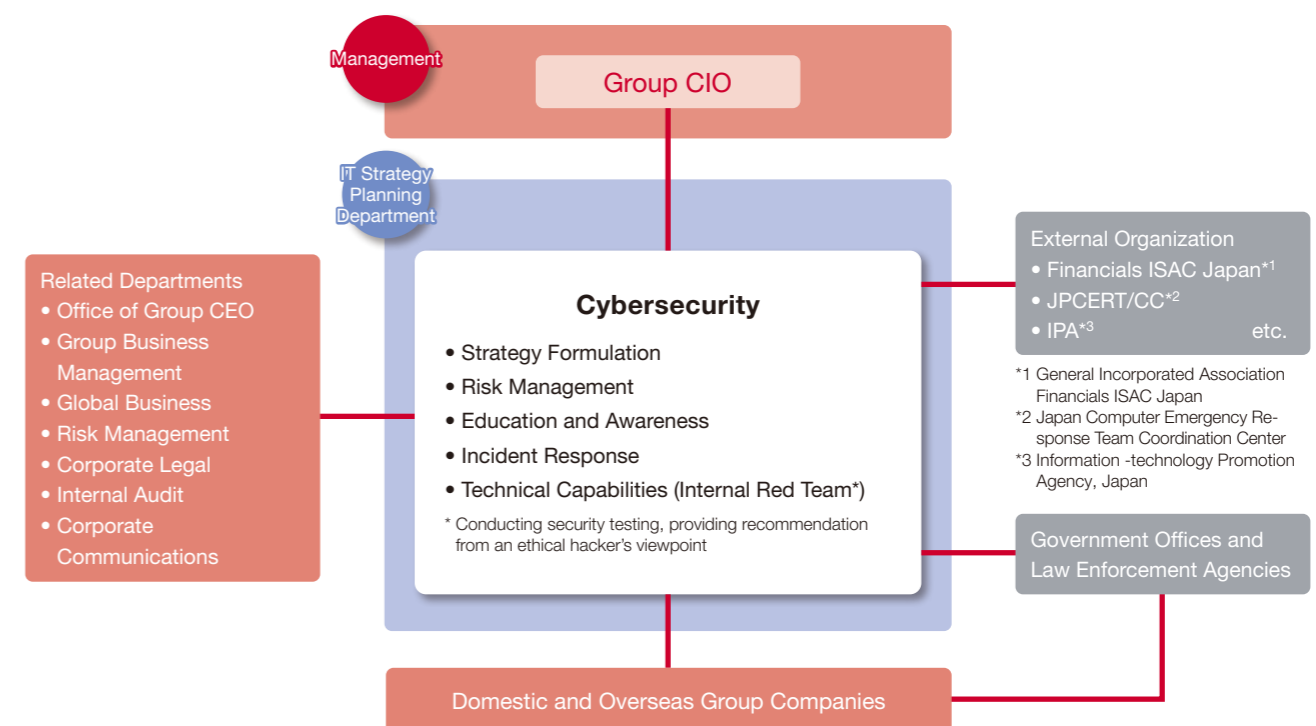 Management
Group CIO
IT Strategy
Planning
Department
Related Departments
• Office of Group CEO
• Group Business
Management
• Global Business
• Risk Management
• Corporate Legal
• Internal Audit
• Corporate
Communications
Cybersecurity
• Strategy Formulation
• Risk Management
• Education and Awareness
• Incident Response
• Technical Capabilities (Internal Red Team*)
* Conducting security testing, providing recommendation
from an ethical hacker's viewpoint
External Organization
• Financials ISAC Japan*1
• JPCERT/CC*2
• IPA*3 etc.
*1 General Incorporated Association
Financials ISAC Japan
*2 Japan Computer Emergency Re-
sponse Team Coordination Center
*3 Information -technology Promotion
Agency, Japan
Government Offices and
Law Enforcement Agencies
Domestic and Overseas Group Companies